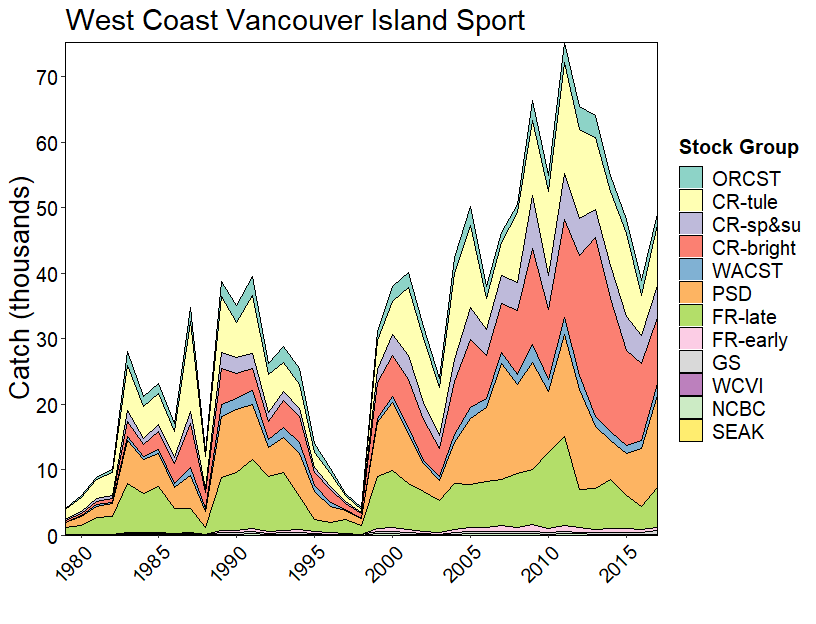 West Coast Vancouver Island Sport
Catch (thousands)
70
60
50
40
30
20
10
0
1980 1985 1990 1995 2000 2005 2010 2015
Stock Group
ORCST
CR-tule
CR-sp&su
CR-bright
WACST
PSD
FR-late
FR-early
GS
WCVI
NCBC
SEAK